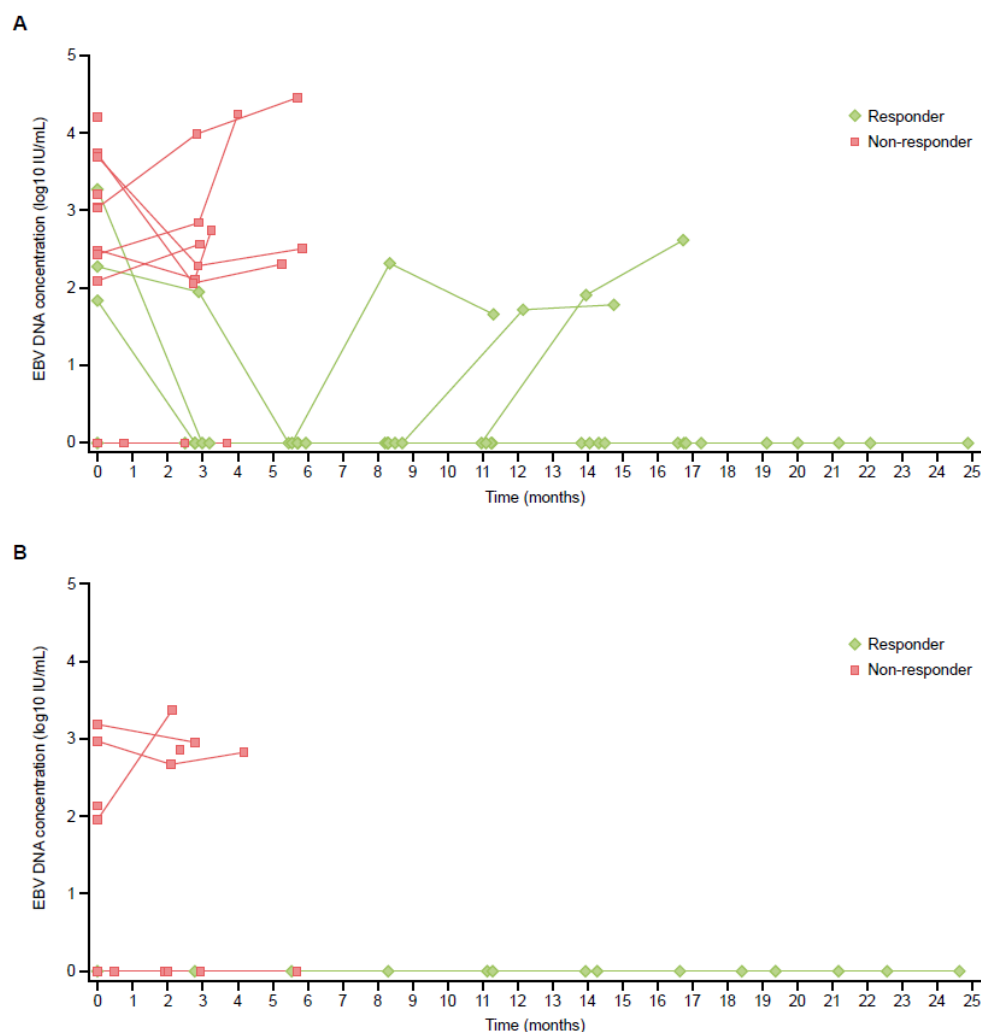 A
5
4
3
2
1
0
EBV DNA concentration (log10 IU/mL)
Responder
Non-responder
0 1 2 3 4 5 6 7 8 9 10 11 12 13 14 15 16 17 18 19 20 21 22 23 24 25
Time (months)
B
5
4
3
2
1
0
EBV DNA concentration (log10 IU/mL)
Responder
Non-responder
0 1 2 3 4 5 6 7 8 9 10 11 12 13 14 15 16 17 18 19 20 21 22 23 24 25
Time (months)